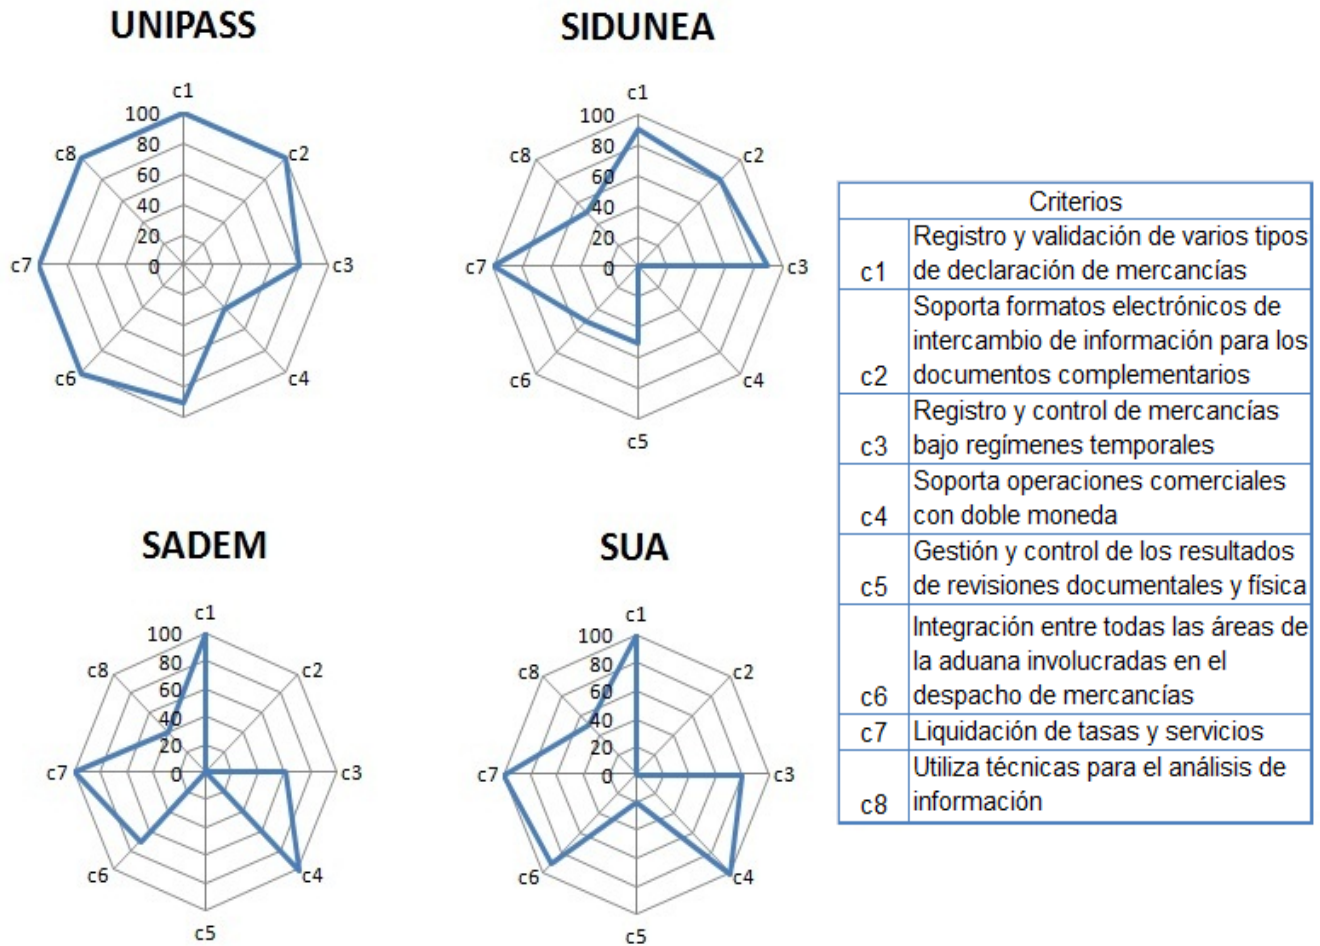 UNIPASS
c1
100
80
60
40
20
0
c2
c3
c4
c6
c7
c8
SIDUNEA
c1
100
80
60
40
20
0
c2
c3
c4
c5
c6
c7
c8
SADEM
c1
100
80
60
40
20
0
c2
c3
c4
c5
c6
c7
c8
SUA
c1
100
80
60
40
20
0
c2
c3
c4
c5
c6
c7
c8
Criterios
Registro y validación de varios tipos
c1 de declaración de mercancías
Soporta formatos electrónicos de
intercambio de información para los
c2 documentos complementarios
Registro y control de mercancías
c3 bajo regímenes temporales
Soporta operaciones comerciales
c4 con doble moneda
Gestión y control de los resultados
c5 de revisiones documentales y física
Integración entre todas las áreas de
la aduana involucradas en el
c6 despacho de mercancías
c7 Liquidación de tasas y servicios
Utiliza técnicas para el análisis de
c8 información